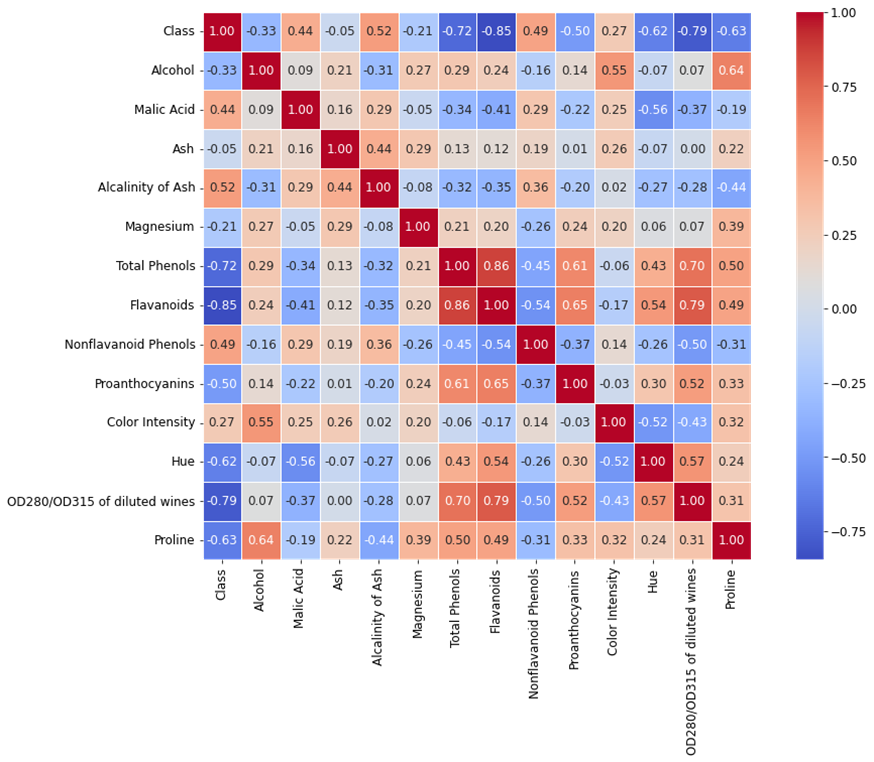 Class 1.00 -0.33 0.44 -0.05 0.52 -0.21 -0.72 -0.85 0.49 -0.50 0.27 -0.62 -0.79 -0.63
Alcohol -0.33 1.00 0.09 0.21 -0.31 0.27 0.29 0.24 -0.16 0.14 0.55 -0.07 0.07 0.64
Malic Acid 0.44 0.09 1.00 0.16 0.29 -0.05 -0.34 -0.41 0.29 -0.22 0.25 -0.56 -0.37 -0.19
Ash -0.05 0.21 0.16 1.00 0.44 0.29 0.13 0.12 0.19 0.01 0.26 -0.07 0.00 0.22
Alcalinity of Ash 0.52 -0.31 0.29 0.44 1.00 -0.08 -0.32 -0.35 0.36 -0.20 0.02 -0.27 -0.28 -0.44
Magnesium -0.21 0.27 -0.05 0.29 -0.08 1.00 0.21 0.20 -0.26 0.24 0.20 0.06 0.07 0.39
Total Phenols -0.72 0.29 -0.34 0.13 -0.32 0.21 1.00 0.86 -0.45 0.61 -0.06 0.43 0.70 0.50
Flavanoids -0.85 0.24 -0.41 0.12 -0.35 0.20 0.86 1.00 -0.54 0.65 -0.17 0.54 0.79 0.49
Nonflavanoid Phenols 0.49 -0.16 0.29 0.19 0.36 -0.26 -0.45 -0.54 1.00 -0.37 0.14 -0.26 -0.50 -0.31
Proanthocyanins -0.50 0.14 -0.22 0.01 -0.20 0.24 0.61 0.65 -0.37 1.00 -0.03 0.30 0.52 0.33
Color Intensity 0.27 0.55 0.25 0.26 0.02 0.20 -0.06 -0.17 0.14 -0.03 1.00 -0.52 -0.43 0.32
Hue -0.62 -0.07 -0.56 -0.07 -0.27 0.06 0.43 0.54 -0.26 0.30 -0.52 1.00 0.57 0.24
OD280/OD315 of diluted wines -0.79 0.07 -0.37 0.00 -0.28 0.07 0.70 0.79 -0.50 0.52 -0.43 0.57 1.00 0.31
Proline -0.63 0.64 -0.19 0.22 -0.44 0.39 0.50 0.49 -0.31 0.33 0.32 0.24 0.31 1.00
Class
Alcohol
Malic Acid
Ash
Alcalinity of Ash
Magnesium
Total Phenols
Flavanoids
Nonflavanoid Phenols
Proanthocyanins
Color Intensity
Hue
OD280/OD315 of diluted wines
Proline
1.00
0.75
0.50
0.25
0.00
−0.25
−0.50
−0.75